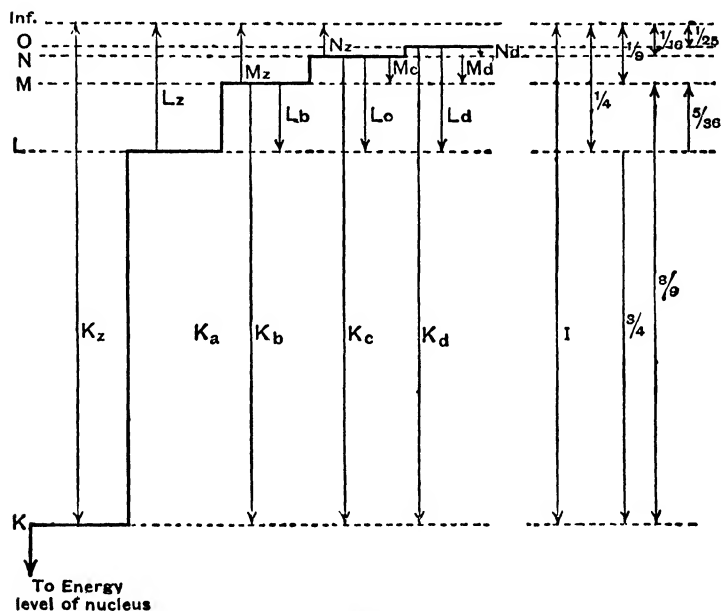 Inf.
O
N
M
L
K
Nz
Nd
Mz
Mc
Md
Lz
Lb
Lo
Ld
Kz
Ka
Kb
Kc
Kd
I
1/4
1/9
1/16
1/25
5/36
3/4
8/9
To Energy
level of nucleus